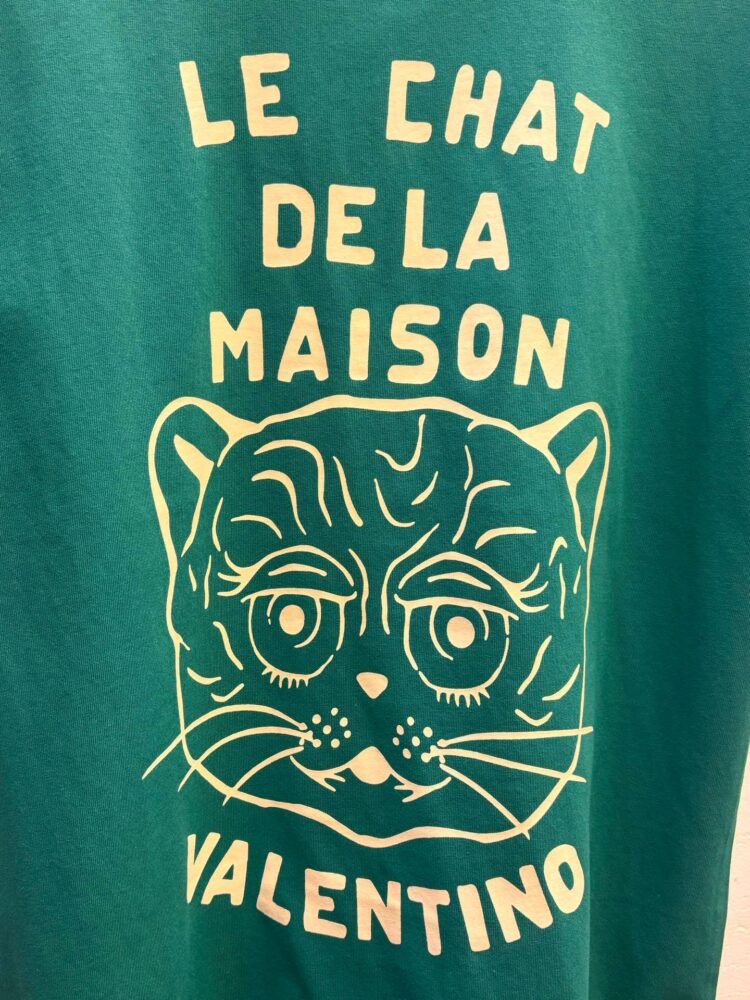 LE CHAT
DE LA
MAISON
VALENTINO